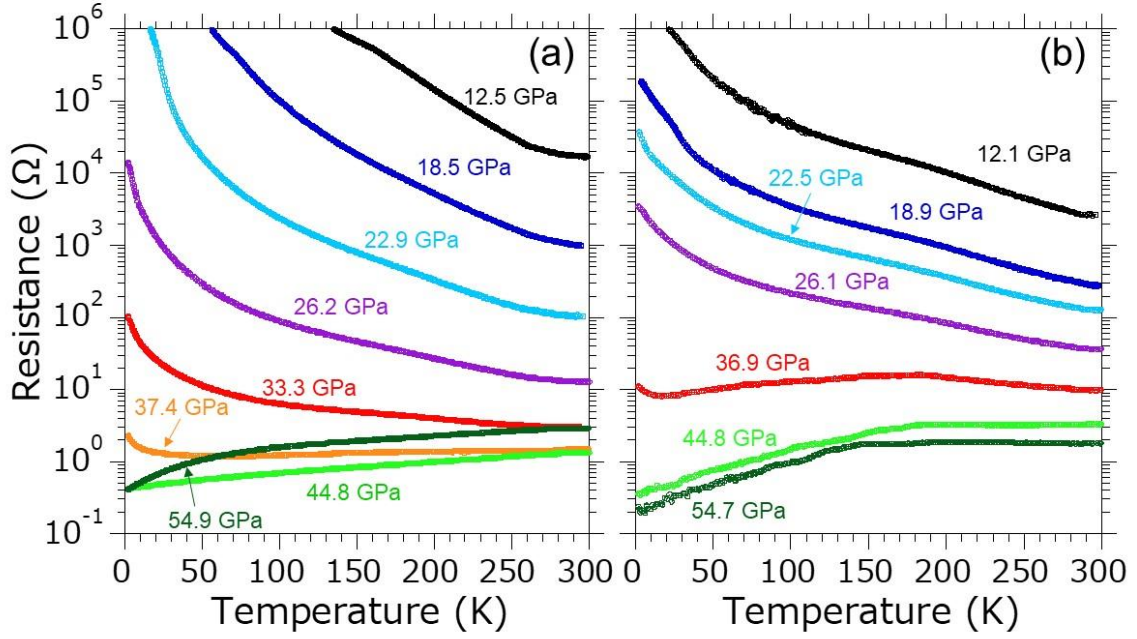 Resistance (Ω)
10^6
10^5
10^4
10^3
10^2
10^1
10^0
10^-1
(a)
12.5 GPa
18.5 GPa
22.9 GPa
26.2 GPa
33.3 GPa
37.4 GPa
44.8 GPa
54.9 GPa
0 50 100 150 200 250 300
Temperature (K)
(b)
12.1 GPa
22.5 GPa
18.9 GPa
26.1 GPa
36.9 GPa
44.8 GPa
54.7 GPa
0 50 100 150 200 250 300
Temperature (K)